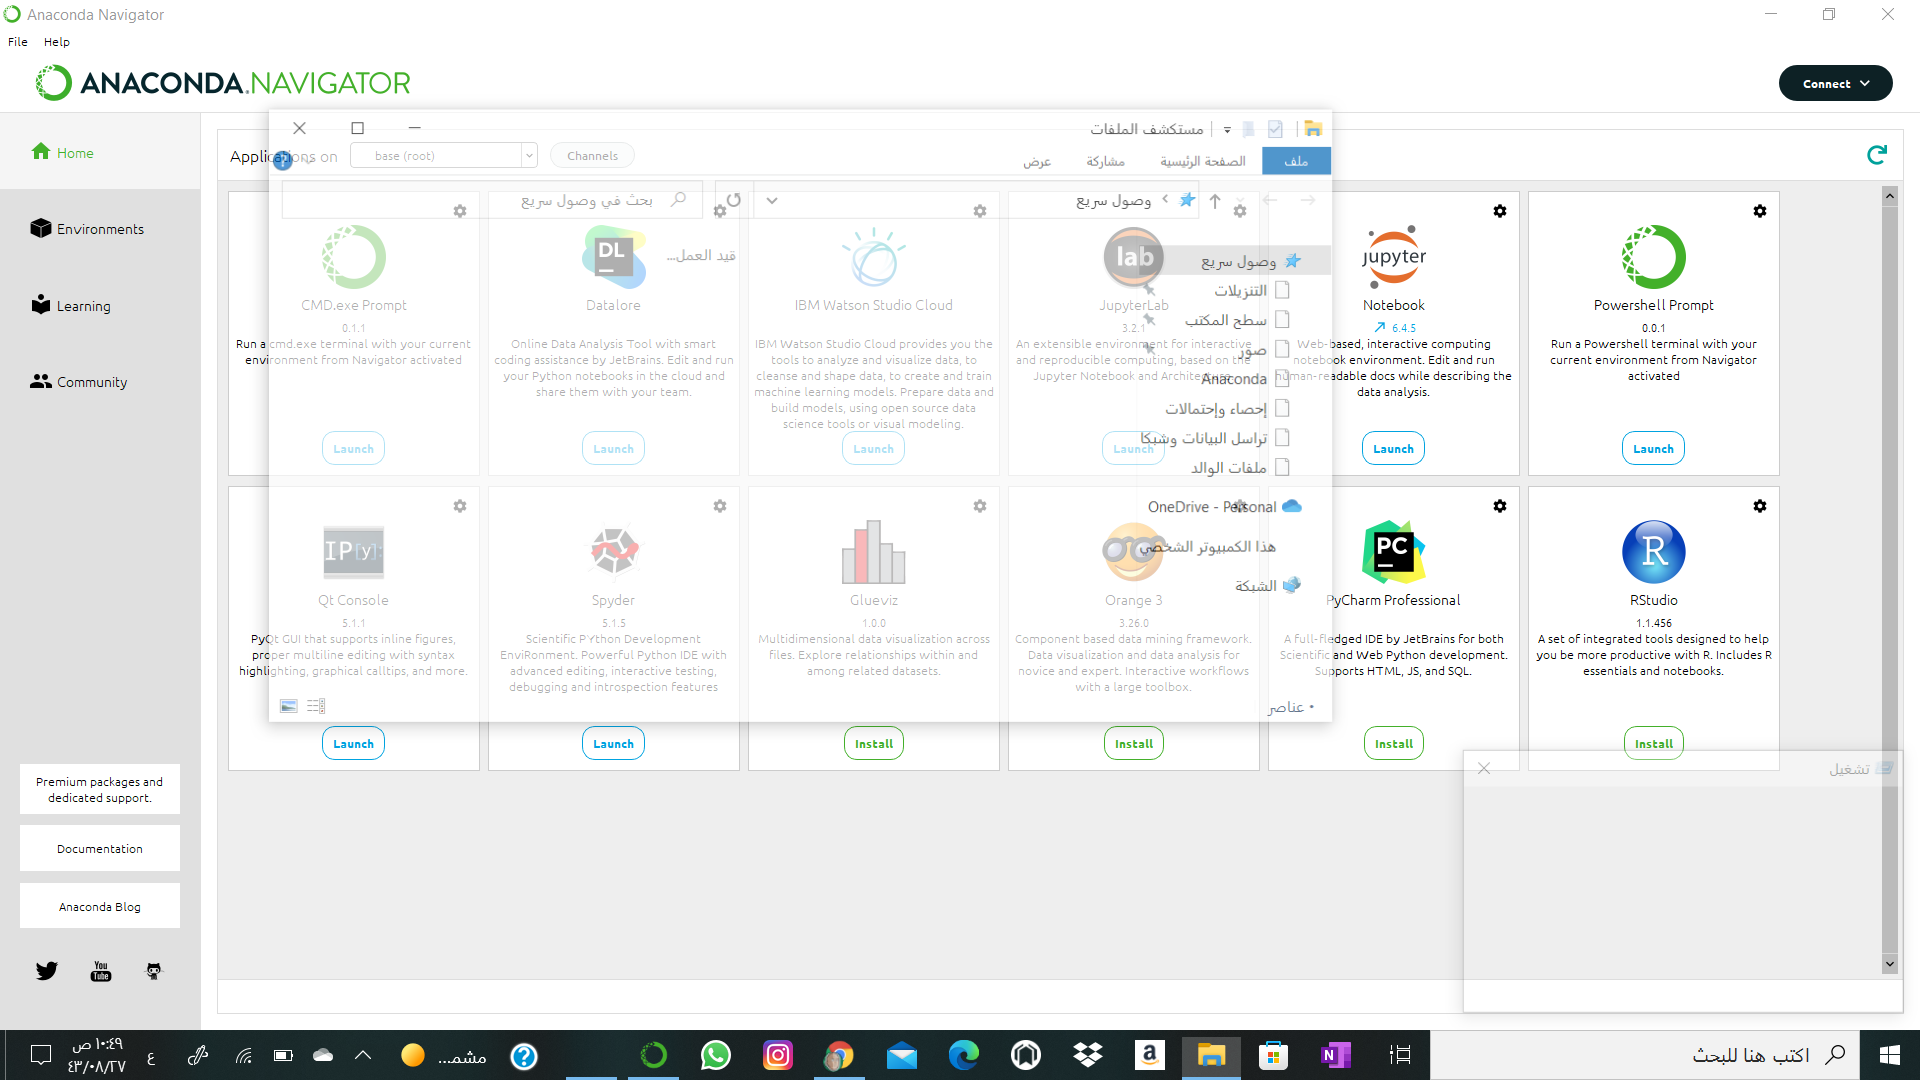 Anaconda Navigator
File Help
ANACONDA.NAVIGATOR
Connect
Home
Environments
Learning
Community
Premium packages and
dedicated support.
Documentation
Anaconda Blog
You
Tube
Applications on
base (root)
Channels
مستكشف الملفات
ملف
الصفحة الرئيسية
مشاركة
عرض
وصول سريع
بحث في وصول سريع
قيد العمل...
وصول سريع
التنزيلات
سطح المكتب
صور
Anaconda
إحصاء وإحتمالات
تراسل البيانات وشبكا
ملفات الوالد
OneDrive - Personal
هذا الكمبيوتر الشخصي
الشبكة
٠ عناصر
CMD.exe Prompt
0.1.1
Run a cmd.exe terminal with your current
environment from Navigator activated
Launch
DL
Datalore
Online Data Analysis Tool with smart
coding assistance by JetBrains. Edit and run
your Python notebooks in the cloud and
share them with your team.
Launch
IBM Watson Studio Cloud
IBM Watson Studio Cloud provides you the
tools to analyze and visualize data, to
cleanse and shape data, to create and train
machine learning models. Prepare data and
build models, using open source data
science tools or visual modeling.
Launch
lab
JupyterLab
3.2.1
An extensible environment for interactive
and reproducible computing, based on the
Jupyter Notebook and Architecture.
Launch
jupyter
Notebook
6.4.5
Web-based, interactive computing
notebook environment. Edit and run
human-readable docs while describing the
data analysis.
Launch
Powershell Prompt
0.0.1
Run a Powershell terminal with your
current environment from Navigator
activated
Launch
IP[y]:
Qt Console
5.1.1
PyQt GUI that supports inline figures,
proper multiline editing with syntax
highlighting, graphical calltips, and more.
Launch
Spyder
5.1.5
Scientific PYthon Development
EnviRonment. Powerful Python IDE with
advanced editing, interactive testing,
debugging and introspection features
Launch
Glueviz
1.0.0
Multidimensional data visualization across
files. Explore relationships within and
among related datasets.
Install
Orange 3
3.26.0
Component based data mining framework.
Data visualization and data analysis for
novice and expert. Interactive workflows
with a large toolbox.
Install
PC
PyCharm Professional
A full-fledged IDE by JetBrains for both
Scientific and Web Python development.
Supports HTML, JS, and SQL.
Install
R
RStudio
1.1.456
A set of integrated tools designed to help
you be more productive with R. Includes R
essentials and notebooks.
Install
تشغيل
١٠:٤٩ ص
٤٣/٠٨/٢٧
ع
مشمـ...
a
N
اكتب هنا للبحث